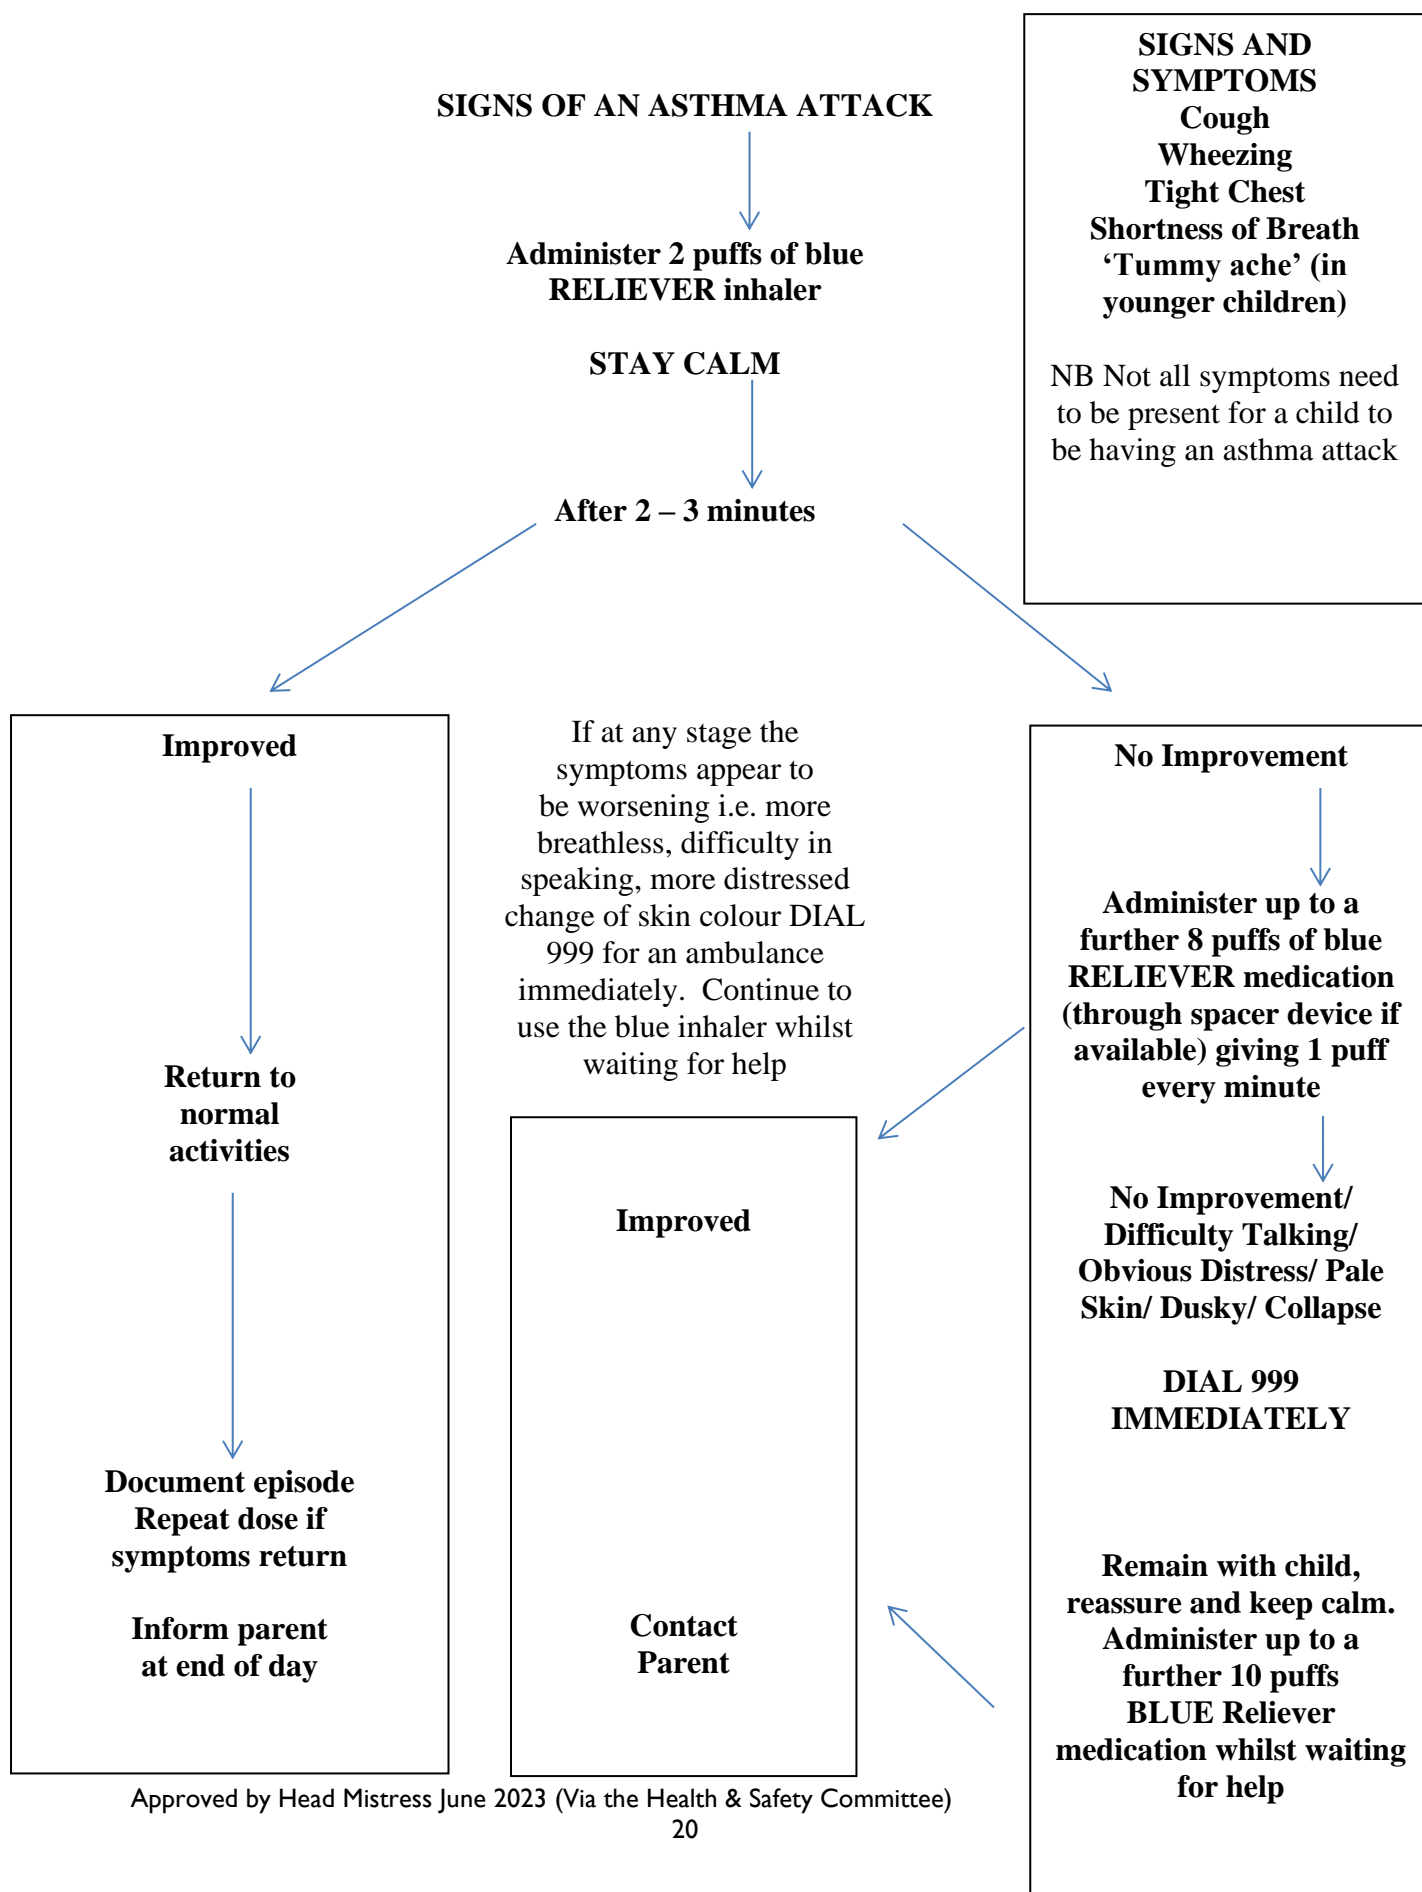 SIGNS OF AN ASTHMA ATTACK
Administer 2 puffs of blue
RELIEVER inhaler
STAY CALM
After 2 – 3 minutes
SIGNS AND
SYMPTOMS
Cough
Wheezing
Tight Chest
Shortness of Breath
‘Tummy ache’ (in
younger children)
NB Not all symptoms need
to be present for a child to
be having an asthma attack
Improved
Return to
normal
activities
Document episode
Repeat dose if
symptoms return
Inform parent
at end of day
If at any stage the
symptoms appear to
be worsening i.e. more
breathless, difficulty in
speaking, more distressed
change of skin colour DIAL
999 for an ambulance
immediately.  Continue to
use the blue inhaler whilst
waiting for help
Improved
Contact
Parent
No Improvement
Administer up to a
further 8 puffs of blue
RELIEVER medication
(through spacer device if
available) giving 1 puff
every minute
No Improvement/
Difficulty Talking/
Obvious Distress/ Pale
Skin/ Dusky/ Collapse
DIAL 999
IMMEDIATELY
Remain with child,
reassure and keep calm.
Administer up to a
further 10 puffs
BLUE Reliever
medication whilst waiting
for help
Approved by Head Mistress June 2023 (Via the Health & Safety Committee)
20